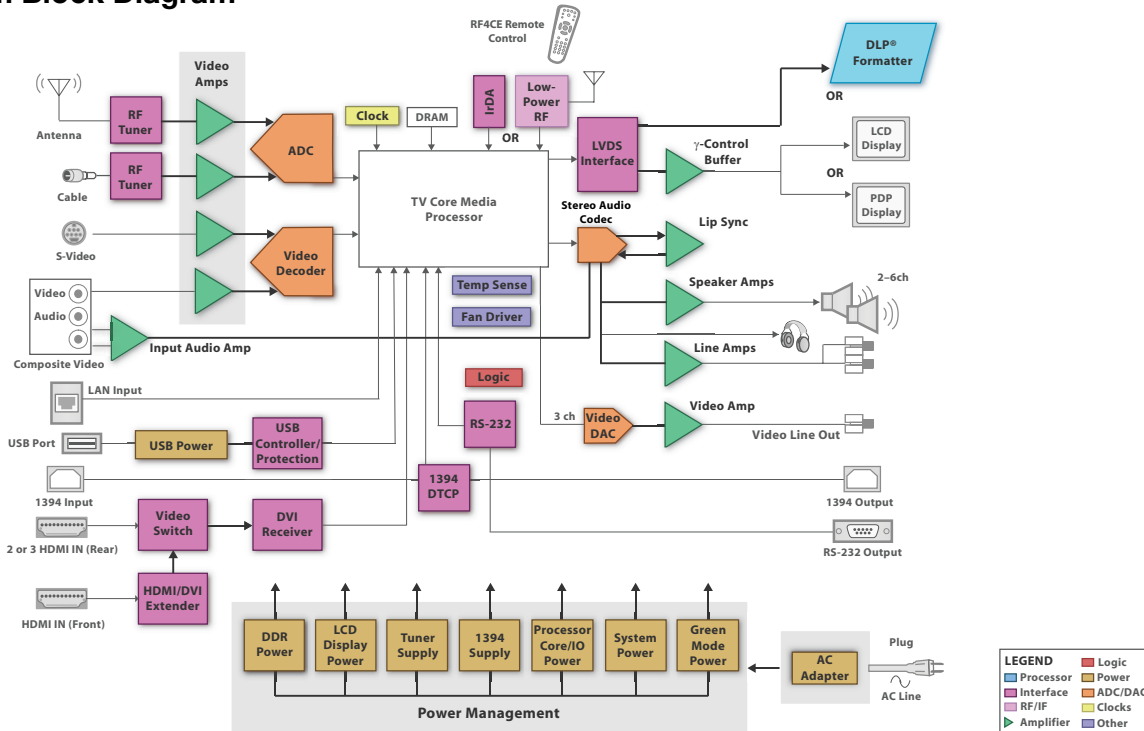 Block Diagram
RF4CE Remote
Control
Video
Amps
Antenna
RF
Tuner
Cable
RF
Tuner
S-Video
ADC
Video
Decoder
Clock
DRAM
IrDA
OR
Low-
Power
RF
TV Core Media
Processor
LVDS
Interface
DLP®
Formatter
OR
γ-Control
Buffer
LCD
Display
OR
PDP
Display
Stereo Audio
Codec
Lip Sync
Speaker Amps
2–6ch
Line Amps
Video
Audio
Composite Video
Input Audio Amp
Temp Sense
Fan Driver
Logic
RS-232
3 ch
Video
DAC
Video Amp
Video Line Out
LAN Input
USB Port
USB Power
USB
Controller/
Protection
1394 Input
1394
DTCP
1394 Output
2 or 3 HDMI IN (Rear)
Video
Switch
DVI
Receiver
RS-232 Output
HDMI IN (Front)
HDMI/DVI
Extender
DDR
Power
LCD
Display
Power
Tuner
Supply
1394
Supply
Processor
Core/IO
Power
System
Power
Green
Mode
Power
Power Management
AC
Adapter
Plug
AC Line
LEGEND
Processor
Interface
RF/IF
Amplifier
Logic
Power
ADC/DAC
Clocks
Other